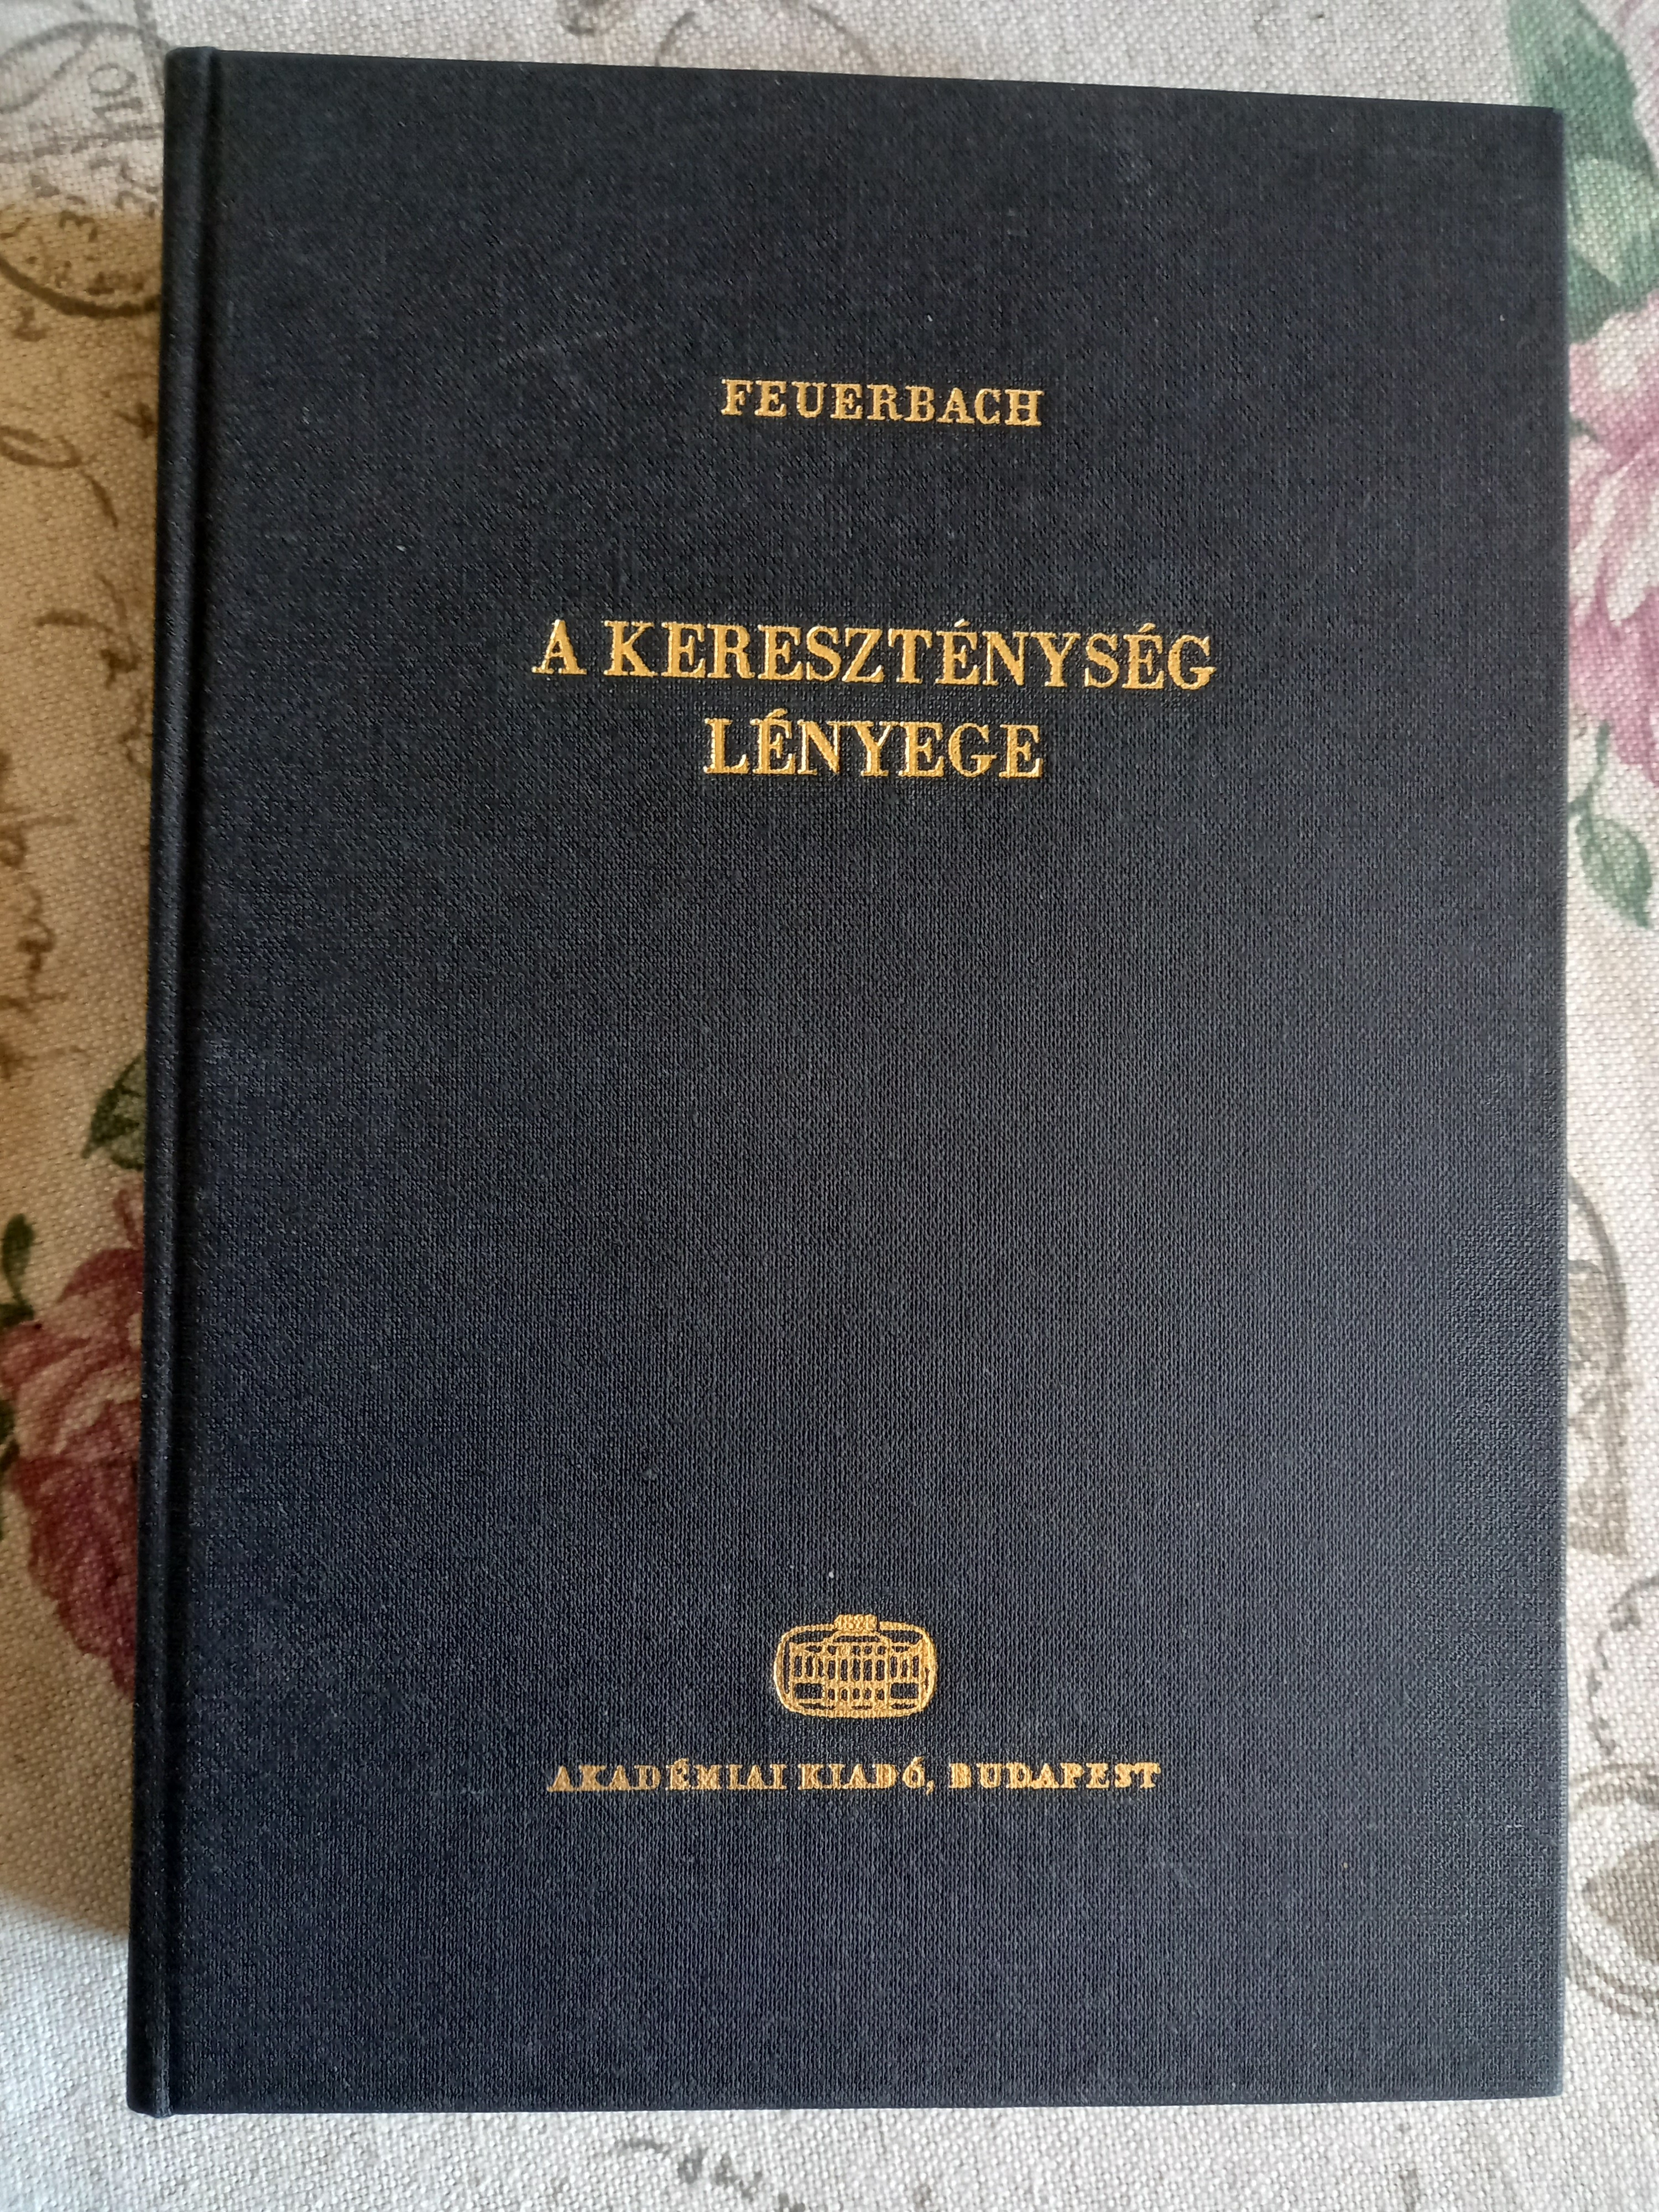 FEUERBACH
A KERESZTÉNYSÉG
LÉNYEGE
AKADÉMIAI KIADÓ, BUDAPEST